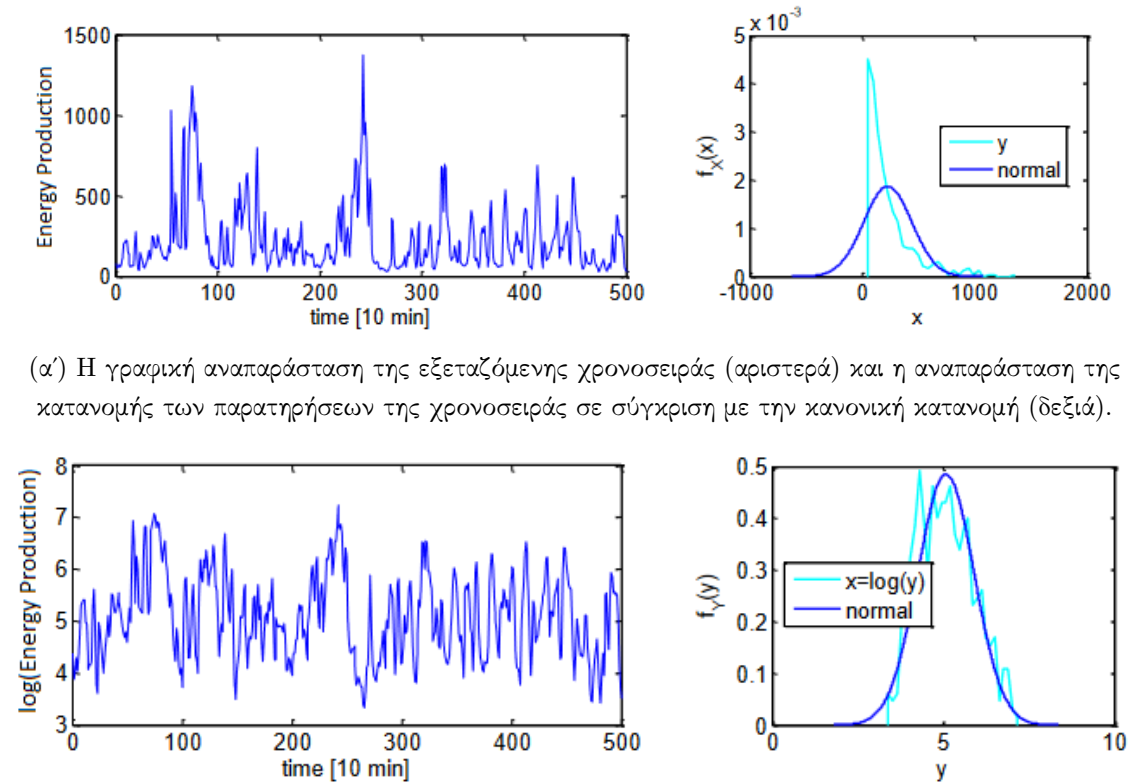 Energy Production
1500
1000
500
0
0 100 200 300 400 500
time [10 min]
x 10⁻³
f_X(x)
5
4
3
2
1
0
y
normal
-1000 0 1000 2000
x
(αʹ) Η γραφική αναπαράσταση της εξεταζόμενης χρονοσειράς (αριστερά) και η αναπαράσταση της
κατανομής των παρατηρήσεων της χρονοσειράς σε σύγκριση με την κανονική κατανομή (δεξιά).
log(Energy Production)
8
7
6
5
4
3
0 100 200 300 400 500
time [10 min]
f_Y(y)
0.5
0.4
0.3
0.2
0.1
0
x=log(y)
normal
0 5 10
y